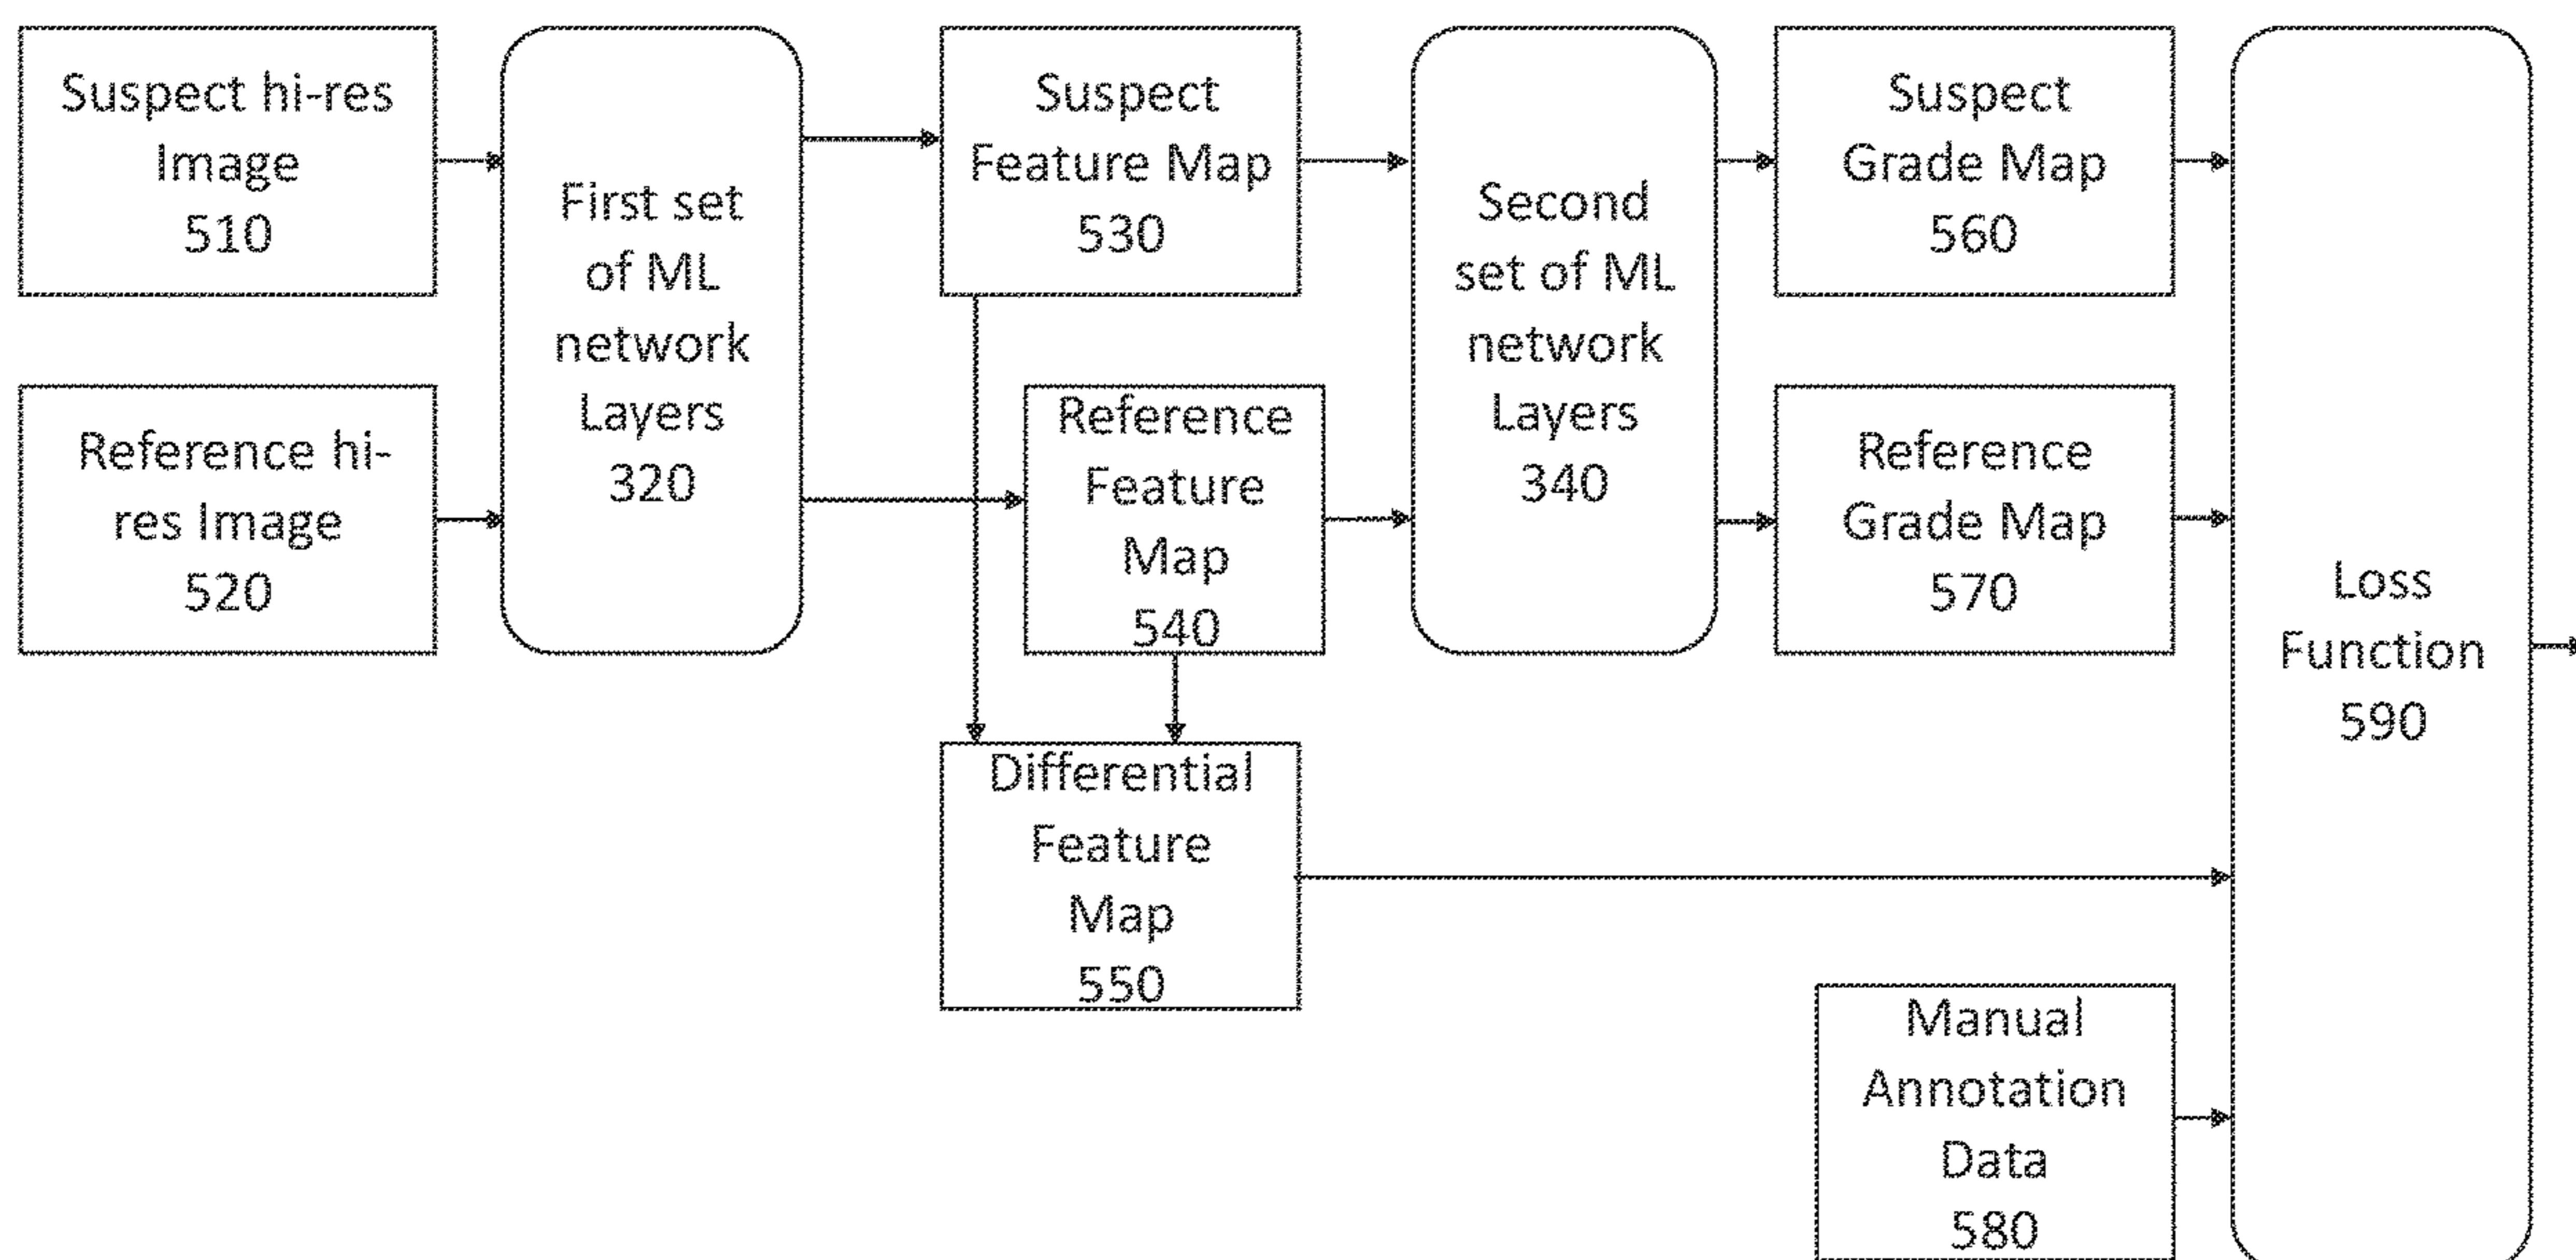 Suspect hi-res
Image
510
First set
of ML
network
Layers
320
Suspect
Feature Map
530
Second
set of ML
network
Layers
340
Suspect
Grade Map
560
Reference hi-
res Image
520
Reference
Feature
Map
540
Reference
Grade Map
570
Loss
Function
590
Differential
Feature
Map
550
Manual
Annotation
Data
580